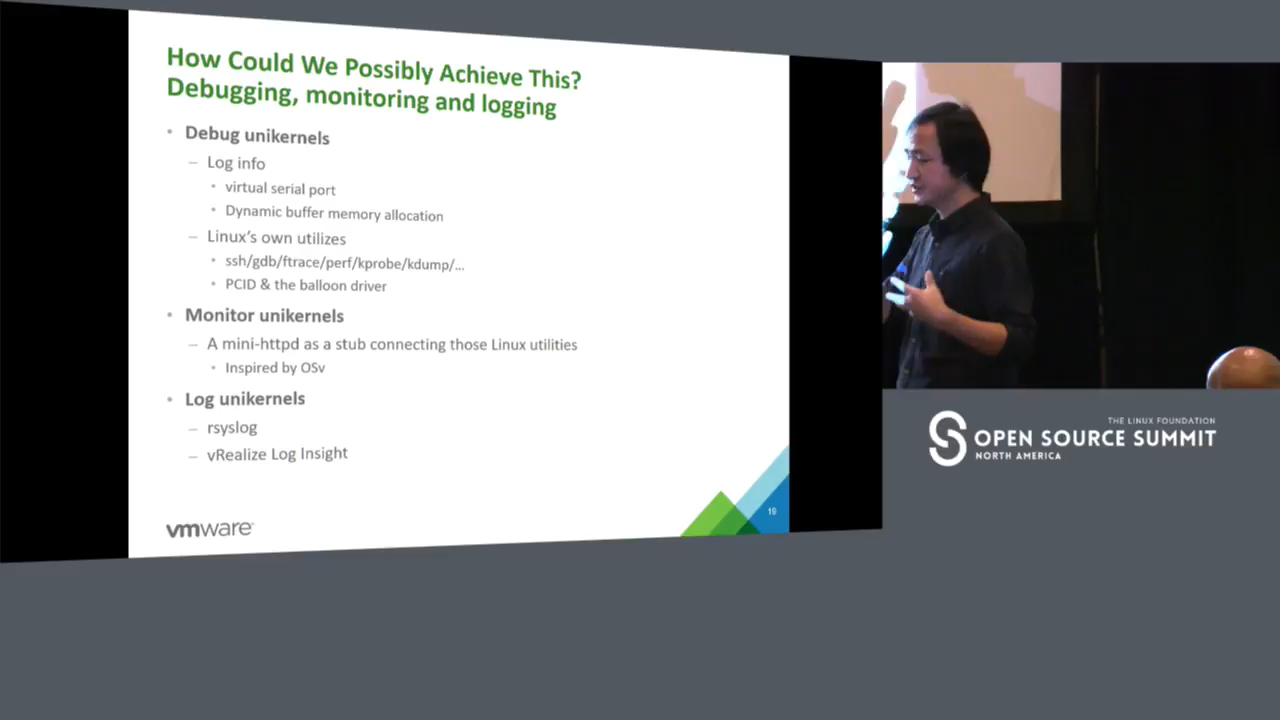 How Could We Possibly Achieve This?
Debugging, monitoring and logging
• Debug unikernels
– Log info
• virtual serial port
• Dynamic buffer memory allocation
– Linux's own utilizes
• ssh/gdb/ftrace/perf/kprobe/kdump/...
• PCID & the balloon driver
• Monitor unikernels
– A mini-httpd as a stub connecting those Linux utilities
• Inspired by OSv
• Log unikernels
– rsyslog
– vRealize Log Insight
vmware
19
THE LINUX FOUNDATION
OPEN SOURCE SUMMIT
NORTH AMERICA